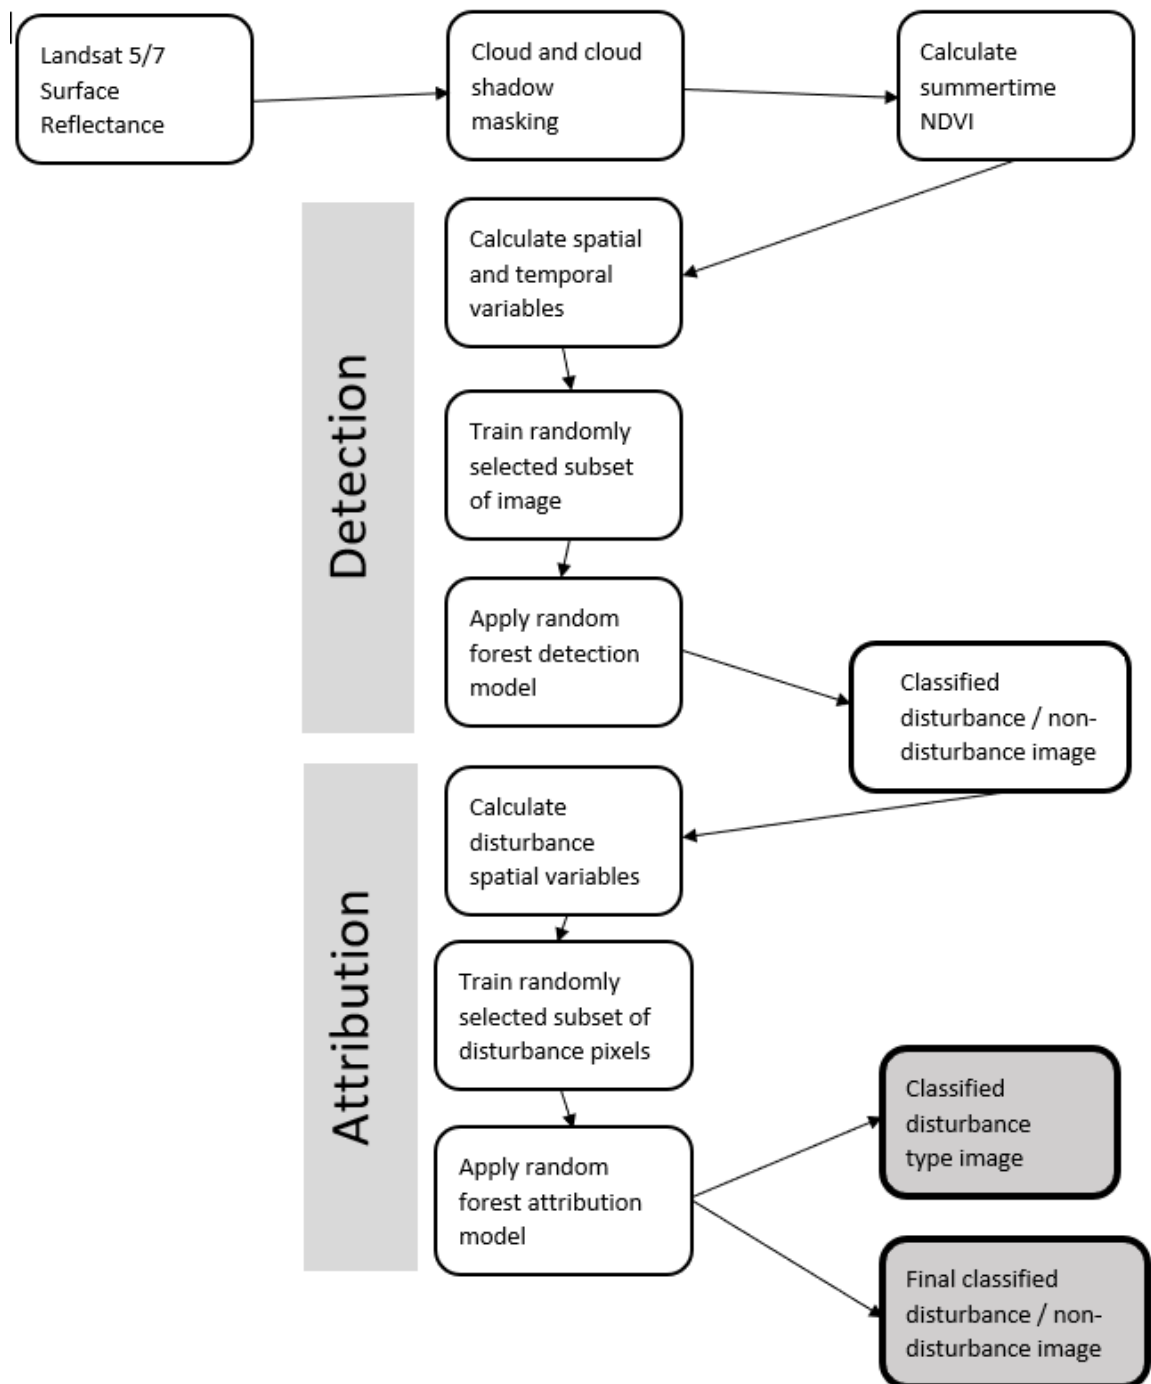 Landsat 5/7
Surface
Reflectance
Cloud and cloud
shadow
masking
Calculate
summertime
NDVI
Detection
Calculate spatial
and temporal
variables
Train randomly
selected subset
of image
Apply random
forest detection
model
Classified
disturbance / non-
disturbance image
Attribution
Calculate
disturbance
spatial variables
Train randomly
selected subset of
disturbance pixels
Apply random
forest attribution
model
Classified
disturbance
type image
Final classified
disturbance / non-
disturbance image